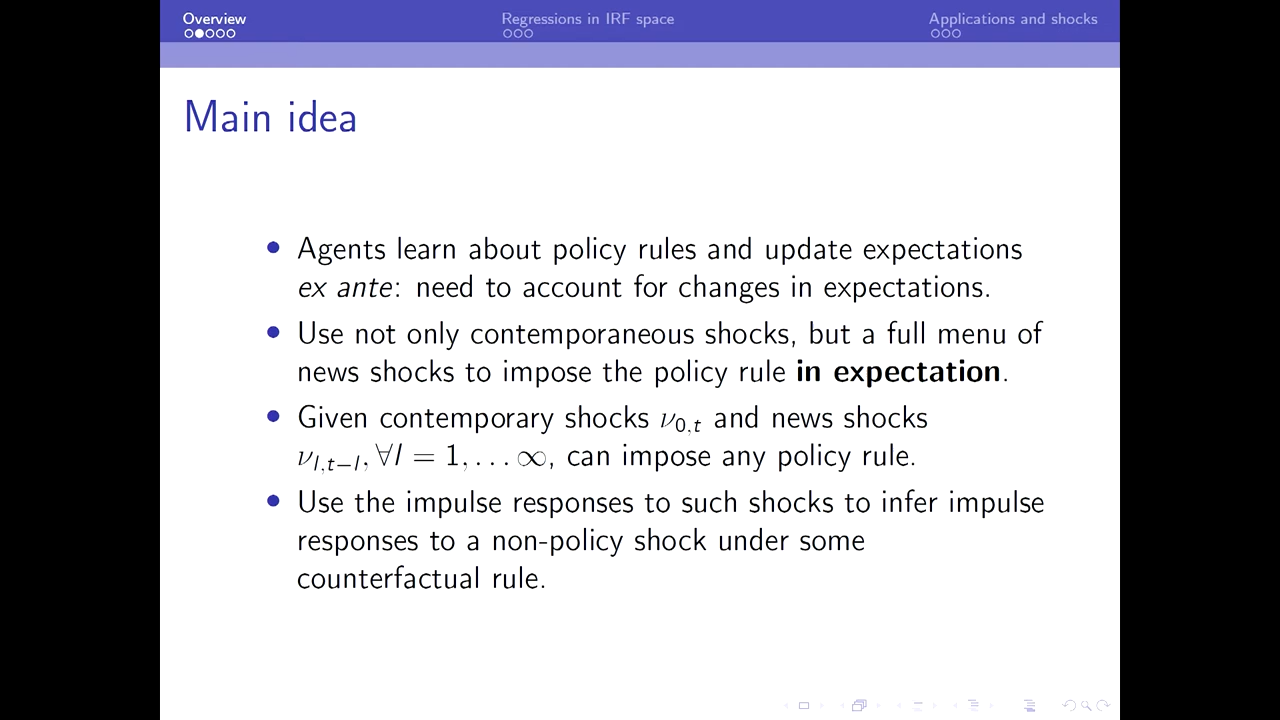 Overview
Regressions in IRF space
Applications and shocks
Main idea
• Agents learn about policy rules and update expectations
ex ante: need to account for changes in expectations.
• Use not only contemporaneous shocks, but a full menu of
news shocks to impose the policy rule in expectation.
• Given contemporary shocks ν₀,t and news shocks
νl,t−l, ∀l = 1, . . . ∞, can impose any policy rule.
• Use the impulse responses to such shocks to infer impulse
responses to a non-policy shock under some
counterfactual rule.